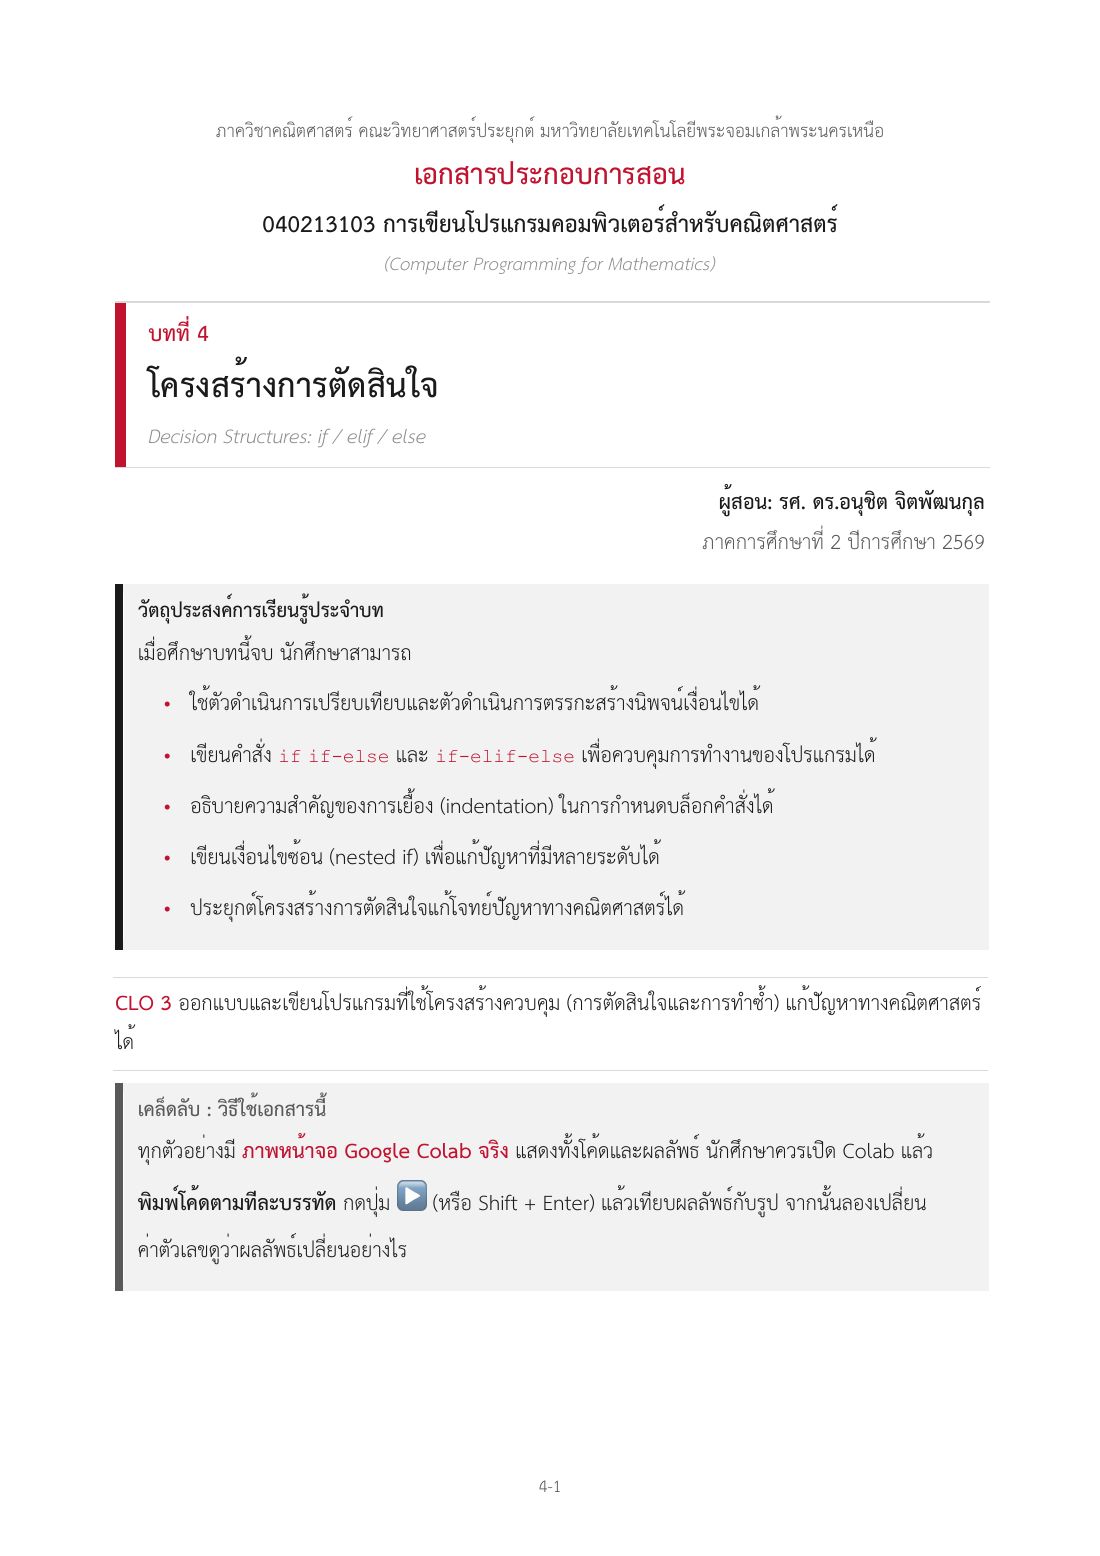 ภาควิชาคณิตศาสตร์ คณะวิทยาศาสตร์ประยุกต์ มหาวิทยาลัยเทคโนโลยีพระจอมเกล้าพระนครเหนือ
เอกสารประกอบการสอน
040213103 การเขียนโปรแกรมคอมพิวเตอร์สำหรับคณิตศาสตร์
(Computer Programming for Mathematics)
บทที่ 4
โครงสร้างการตัดสินใจ
Decision Structures: if / elif / else
ผู้สอน: รศ. ดร.อนุชิต จิตพัฒนกุล
ภาคการศึกษาที่ 2 ปีการศึกษา 2569
วัตถุประสงค์การเรียนรู้ประจำบท
เมื่อศึกษาบทนี้จบ นักศึกษาสามารถ
• ใช้ตัวดำเนินการเปรียบเทียบและตัวดำเนินการตรรกะสร้างนิพจน์เงื่อนไขได้
• เขียนคำสั่ง if if-else และ if-elif-else เพื่อควบคุมการทำงานของโปรแกรมได้
• อธิบายความสำคัญของการเยื้อง (indentation) ในการกำหนดบล็อกคำสั่งได้
• เขียนเงื่อนไขซ้อน (nested if) เพื่อแก้ปัญหาที่มีหลายระดับได้
• ประยุกต์โครงสร้างการตัดสินใจแก้โจทย์ปัญหาทางคณิตศาสตร์ได้
CLO 3 ออกแบบและเขียนโปรแกรมที่ใช้โครงสร้างควบคุม (การตัดสินใจและการทำซ้ำ) แก้ปัญหาทางคณิตศาสตร์
ได้
เคล็ดลับ : วิธีใช้เอกสารนี้
ทุกตัวอย่างมี ภาพหน้าจอ Google Colab จริง แสดงทั้งโค้ดและผลลัพธ์ นักศึกษาควรเปิด Colab แล้ว
พิมพ์โค้ดตามทีละบรรทัด กดปุ่ม ▶ (หรือ Shift + Enter) แล้วเทียบผลลัพธ์กับรูป จากนั้นลองเปลี่ยน
ค่าตัวเลขดูว่าผลลัพธ์เปลี่ยนอย่างไร
4-1